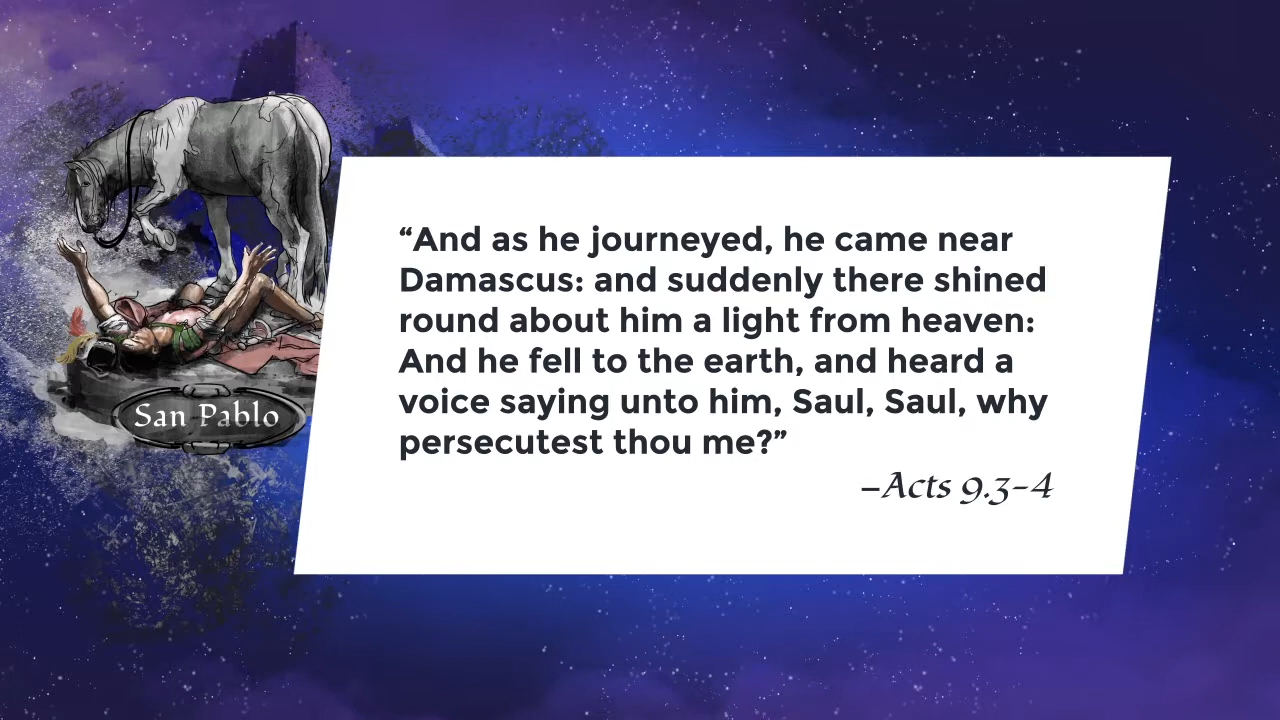 San Pablo
“And as he journeyed, he came near
Damascus: and suddenly there shined
round about him a light from heaven:
And he fell to the earth, and heard a
voice saying unto him, Saul, Saul, why
persecutest thou me?”
–Acts 9.3-4